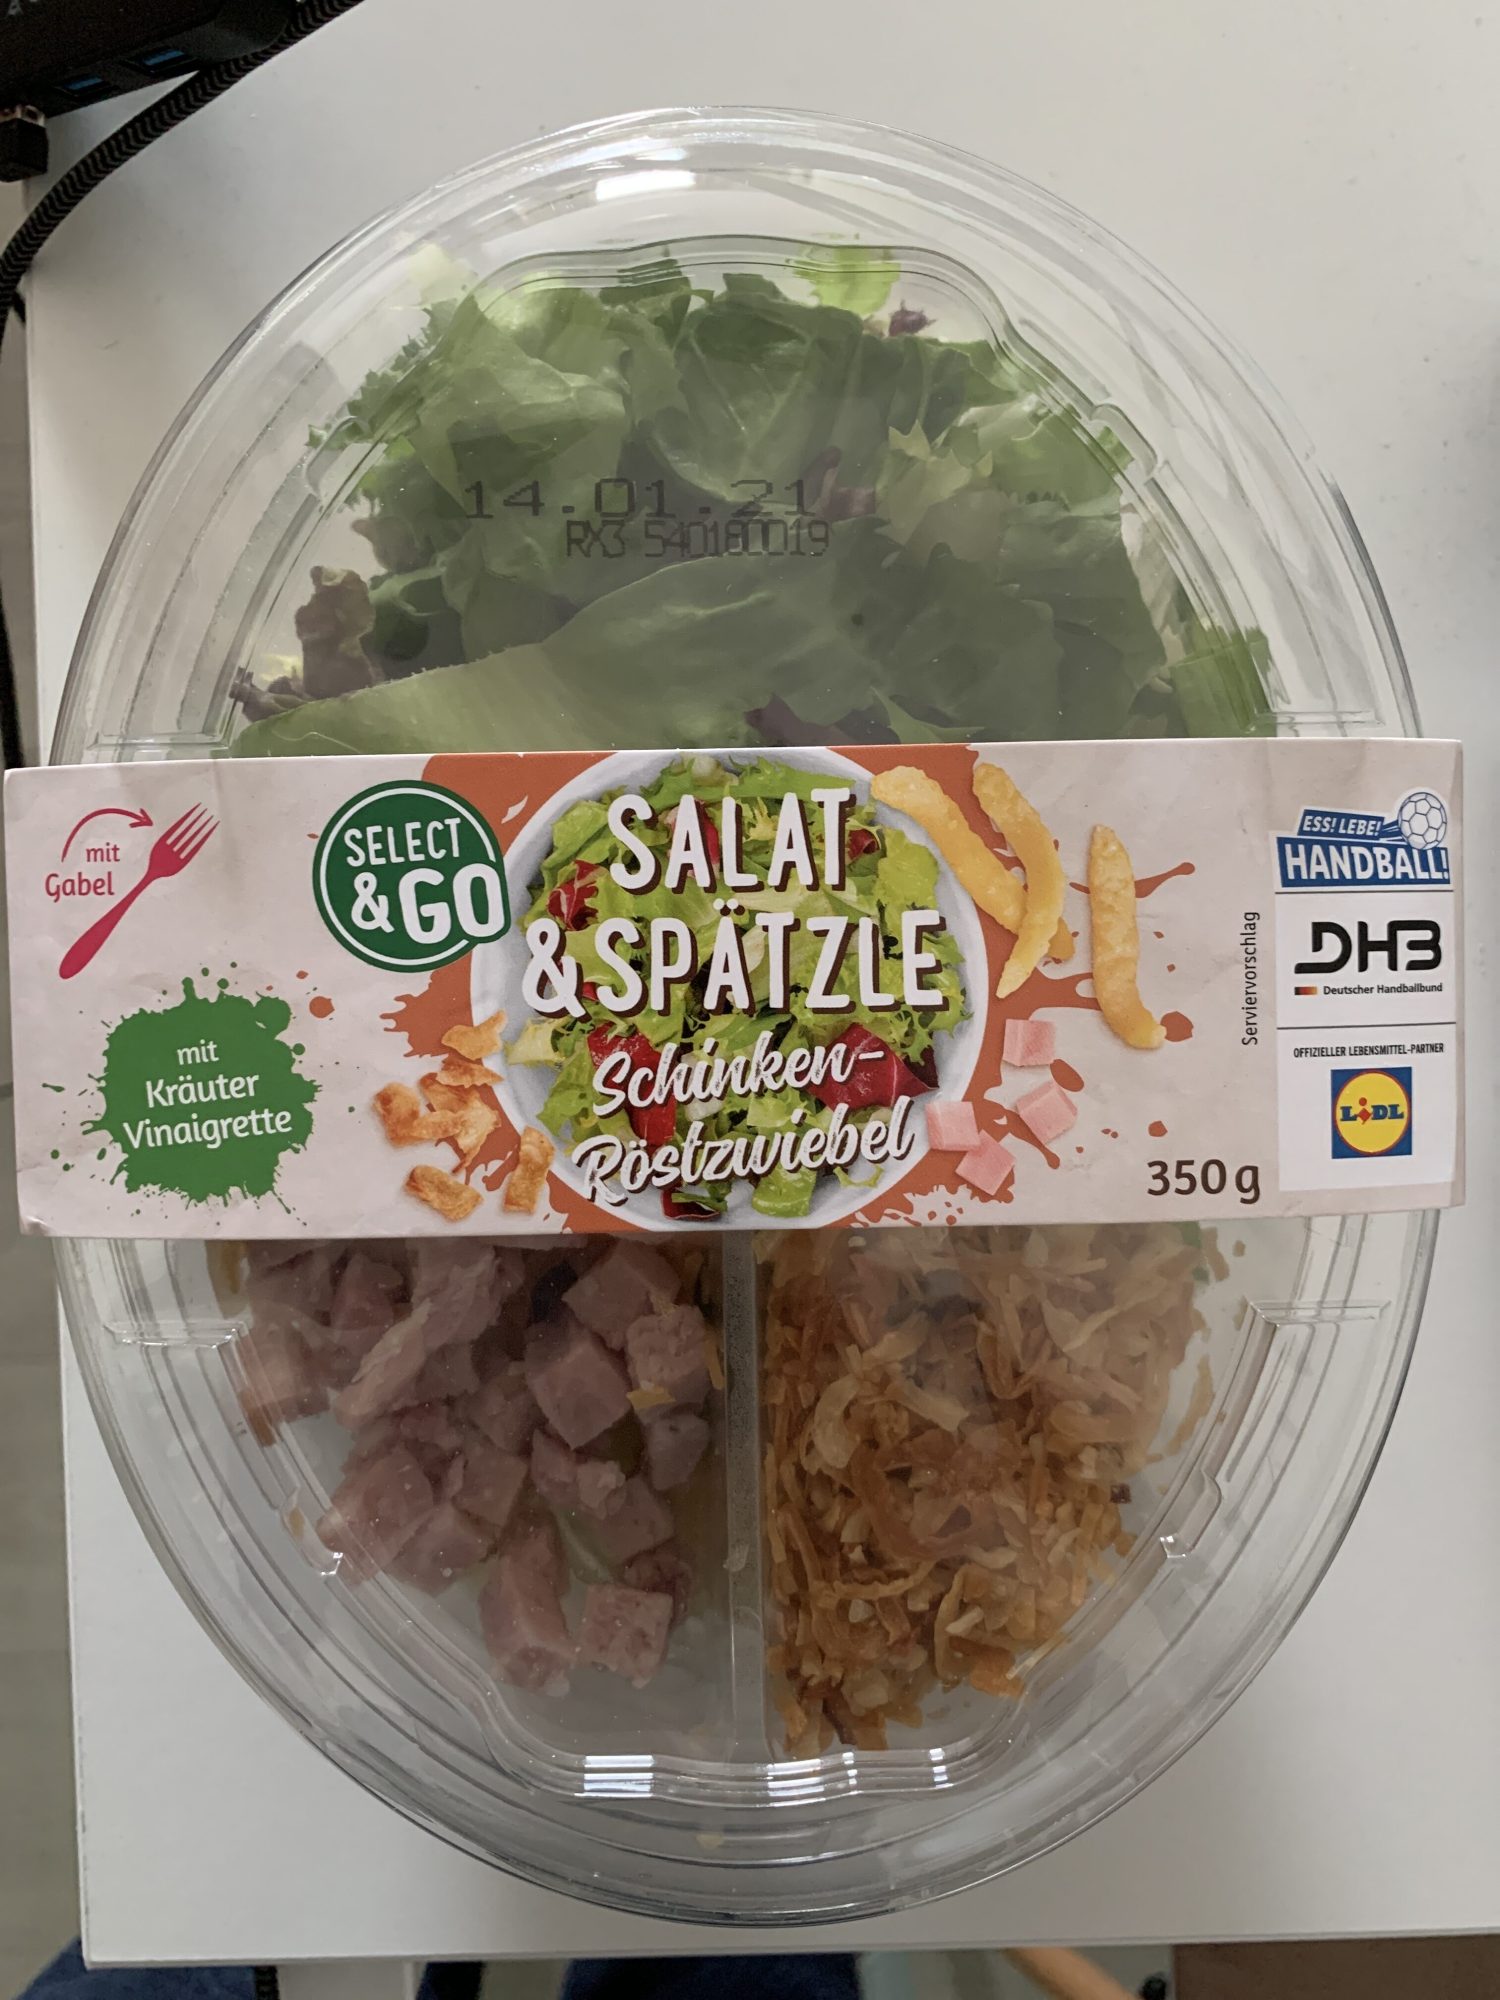 14.01.21
RX3 540180019
mit
Gabel
SELECT
&GO
SALAT
& SPÄTZLE
Schinken-
Röstzwiebel
mit
Kräuter
Vinaigrette
Serviervorschlag
350 g
ESS! LEBE!
HANDBALL!
DHB
Deutscher Handballbund
OFFIZIELLER LEBENSMITTEL-PARTNER
LIDL